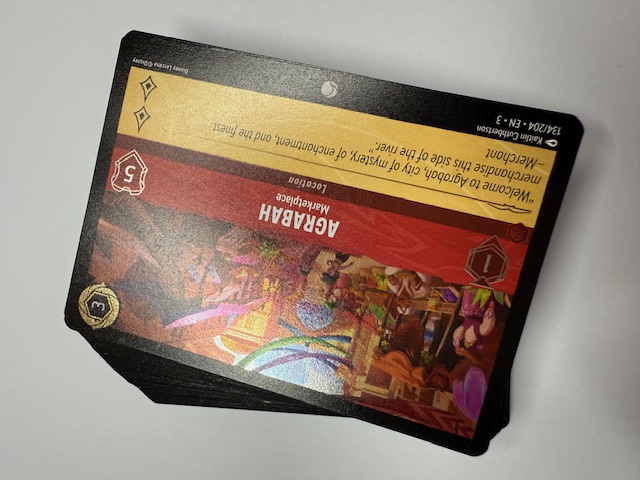 3
AGRABAH
Marketplace
Location
1
5
"Welcome to Agrabah, city of mystery, of enchantment, and the finest
merchandise this side of the river."
—Merchant
Kaitlin Cuthbertson
134/204 • EN • 3
Disney Lorcana ©Disney